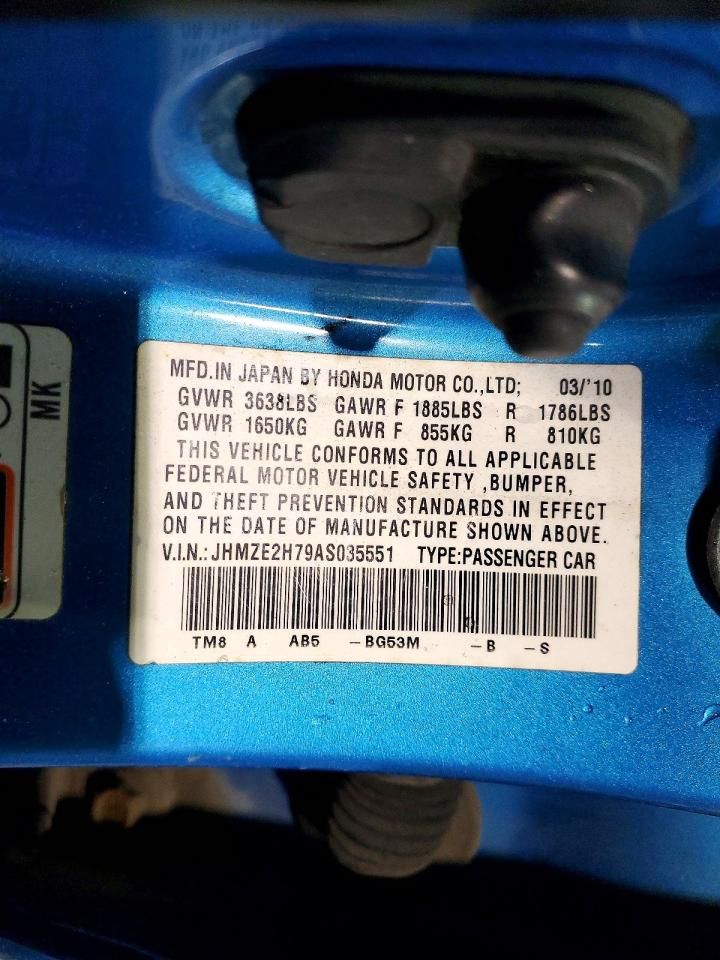 MFD.IN JAPAN BY HONDA MOTOR CO.,LTD; 03/'10
GVWR 3638LBS GAWR F 1885LBS R 1786LBS
GVWR 1650KG GAWR F 855KG R 810KG
THIS VEHICLE CONFORMS TO ALL APPLICABLE
FEDERAL MOTOR VEHICLE SAFETY ,BUMPER,
AND THEFT PREVENTION STANDARDS IN EFFECT
ON THE DATE OF MANUFACTURE SHOWN ABOVE.
V.I.N.:JHMZE2H79AS035551 TYPE:PASSENGER CAR
TM8 A AB5 -BG53M -B -S
MK